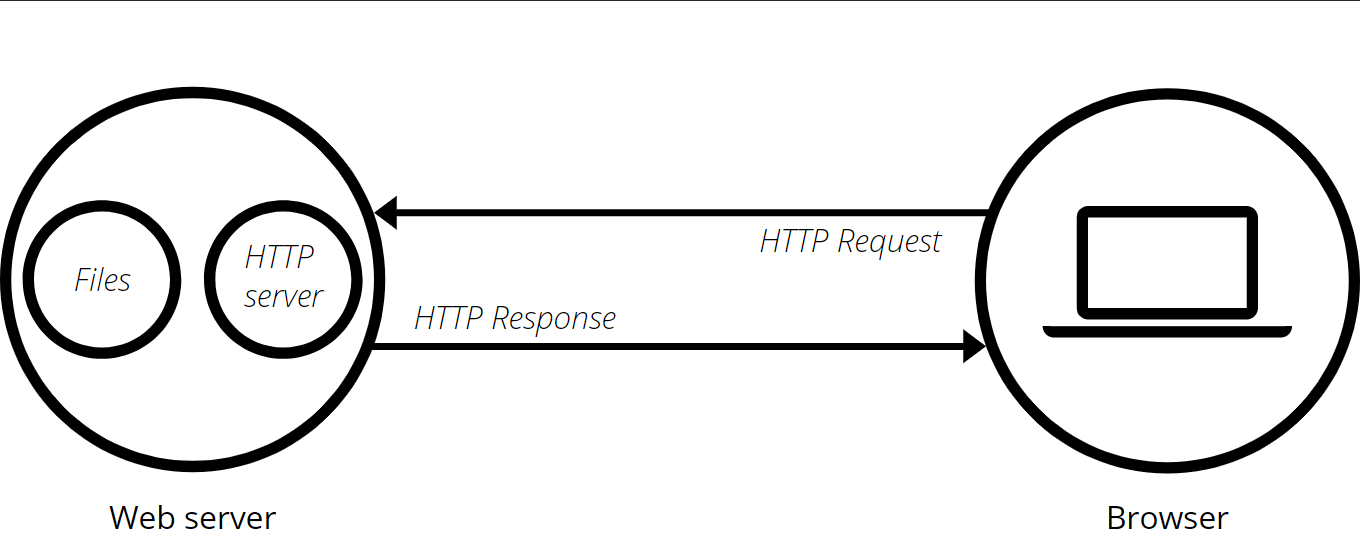 Files
HTTP
server
HTTP Request
HTTP Response
Web server
Browser